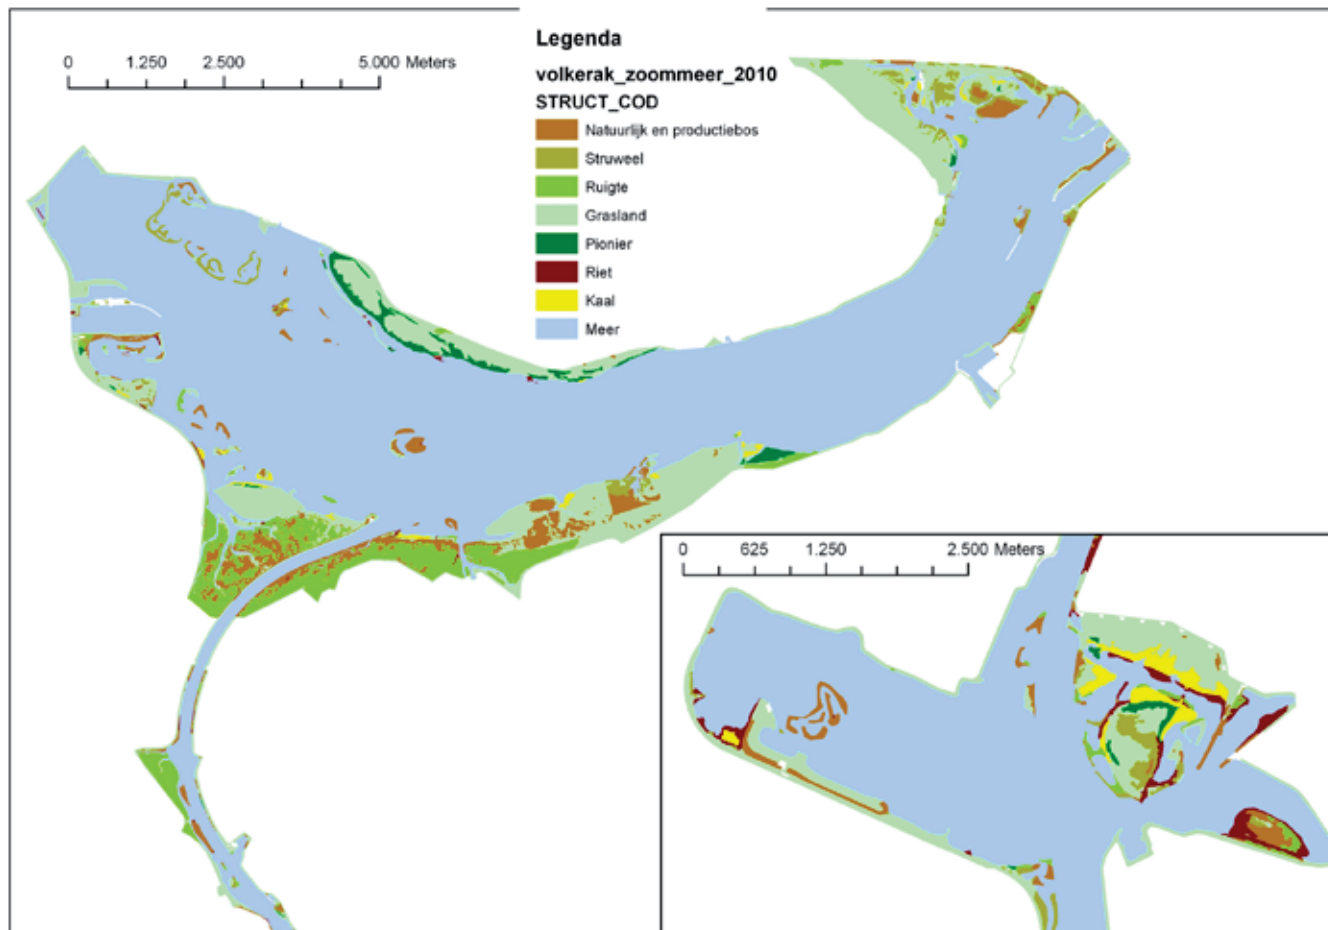 0 1.250 2.500 5.000 Meters
Legenda
volkerak_zoommeer_2010
STRUCT_COD
Natuurlijk en productiebos
Struweel
Ruigte
Grasland
Pionier
Riet
Kaal
Meer
0 625 1.250 2.500 Meters